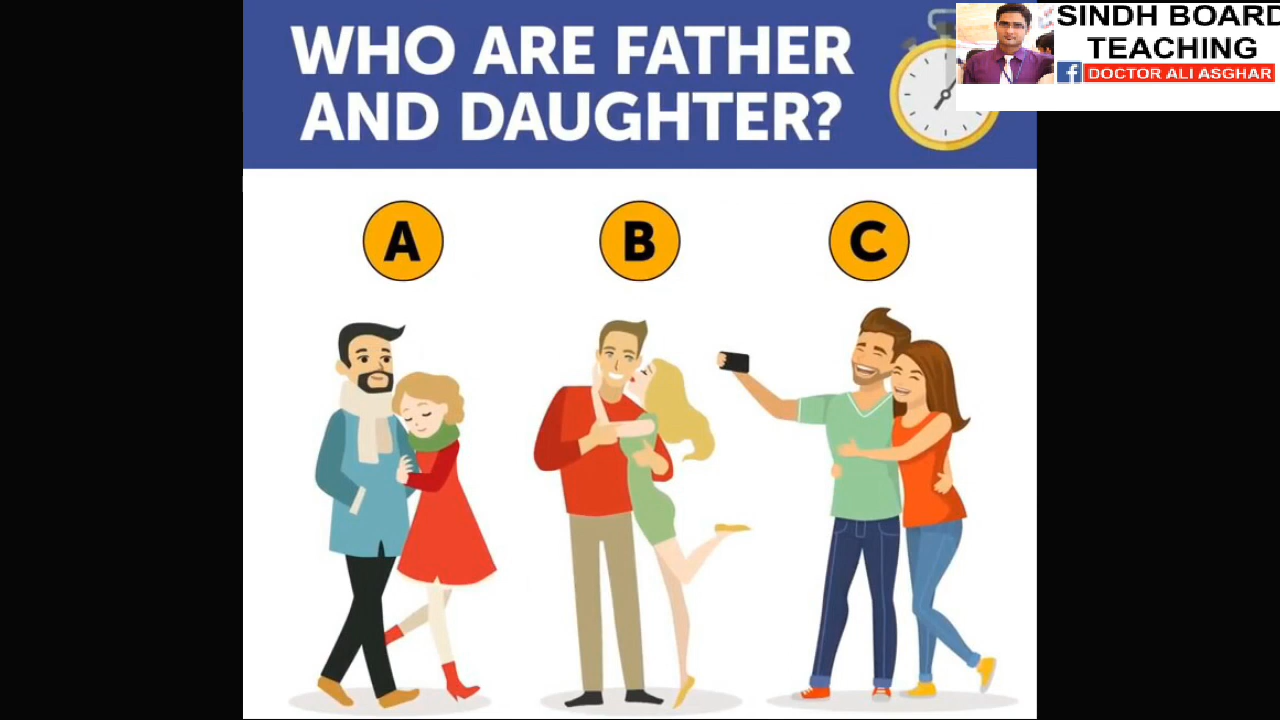 WHO ARE FATHER
AND DAUGHTER?
SINDH BOARD
TEACHING
f DOCTOR ALI ASGHAR
A
B
C